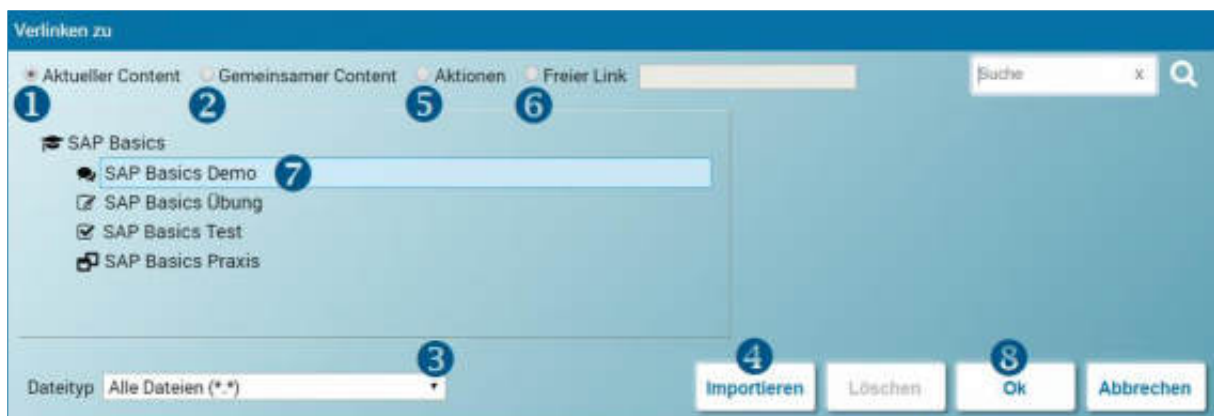 Verlinken zu
Aktueller Content Gemeinsamer Content Aktionen Freier Link Suche x
1 2 5 6
SAP Basics
SAP Basics Demo 7
SAP Basics Übung
SAP Basics Test
SAP Basics Praxis
3 4 8
Dateityp Alle Dateien (*.*) Importieren Löschen Ok Abbrechen